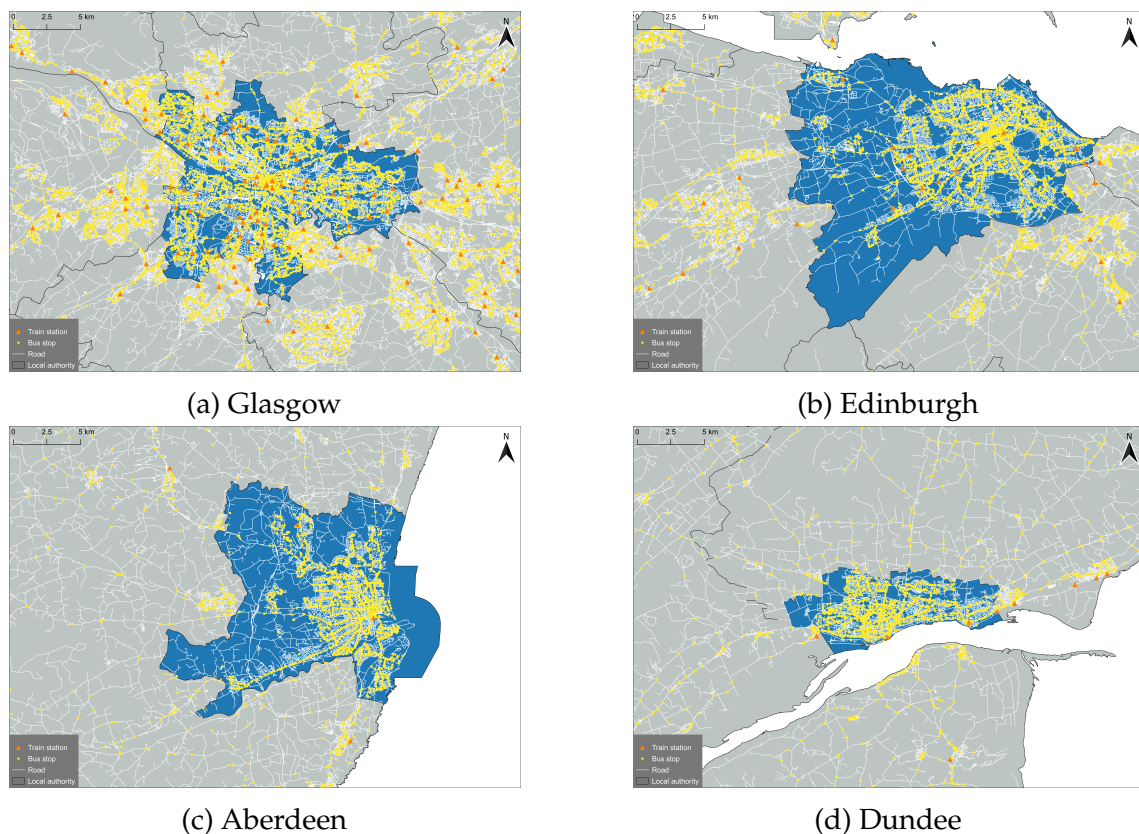 0 2.5 5 km
N
Train station
Bus stop
Road
Local authority
(a) Glasgow
0 2.5 5 km
N
Train station
Bus stop
Road
Local authority
(b) Edinburgh
0 2.5 5 km
N
Train station
Bus stop
Road
Local authority
(c) Aberdeen
0 2.5 5 km
N
Train station
Bus stop
Road
Local authority
(d) Dundee